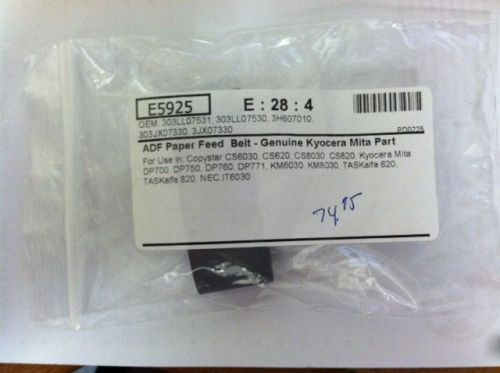 E5925 E : 28 : 4
OEM: 303LL07531, 303LL07530, 3H607010,
303JX07330, 3JX07330
PD0225
ADF Paper Feed Belt - Genuine Kyocera Mita Part
For Use In: Copystar CS6030, CS620, CS8030, CS820, Kyocera Mita
DP700, DP750, DP760, DP771, KM6030, KM8030, TASKalfa 620,
TASKalfa 820, NEC IT6030
74.95